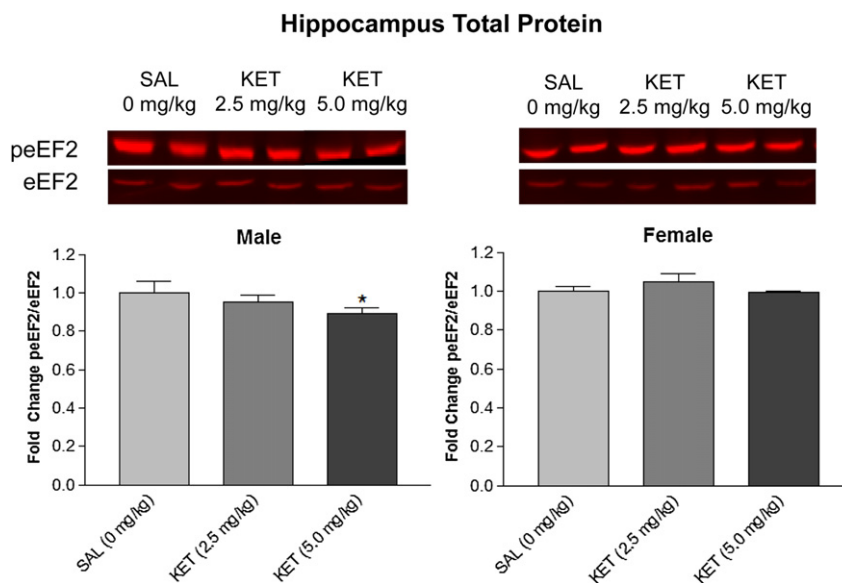 Hippocampus Total Protein
SAL KET KET
0 mg/kg 2.5 mg/kg 5.0 mg/kg
peEF2
eEF2
SAL KET KET
0 mg/kg 2.5 mg/kg 5.0 mg/kg
Male
Fold Change peEF2/eEF2
1.2
1.0
0.8
0.6
0.4
0.2
0.0
*
SAL (0 mg/kg)
KET (2.5 mg/kg)
KET (5.0 mg/kg)
Female
Fold Change peEF2/eEF2
1.2
1.0
0.8
0.6
0.4
0.2
0.0
SAL (0 mg/kg)
KET (2.5 mg/kg)
KET (5.0 mg/kg)